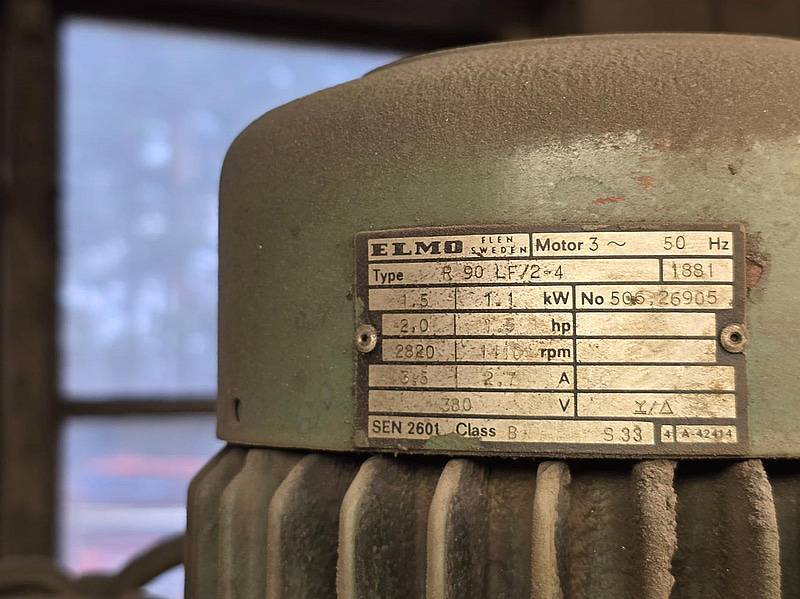 ELMO FLEN SWEDEN Motor 3 ~ 50 Hz
Type R 90 LF/2-4 1881
1.5 1.1 kW No 506.26905
2.0 1.5 hp
2820 1410 rpm
3.5 2.7 A
380 V Y/Δ
SEN 2601 Class B S 33 4 A-42414